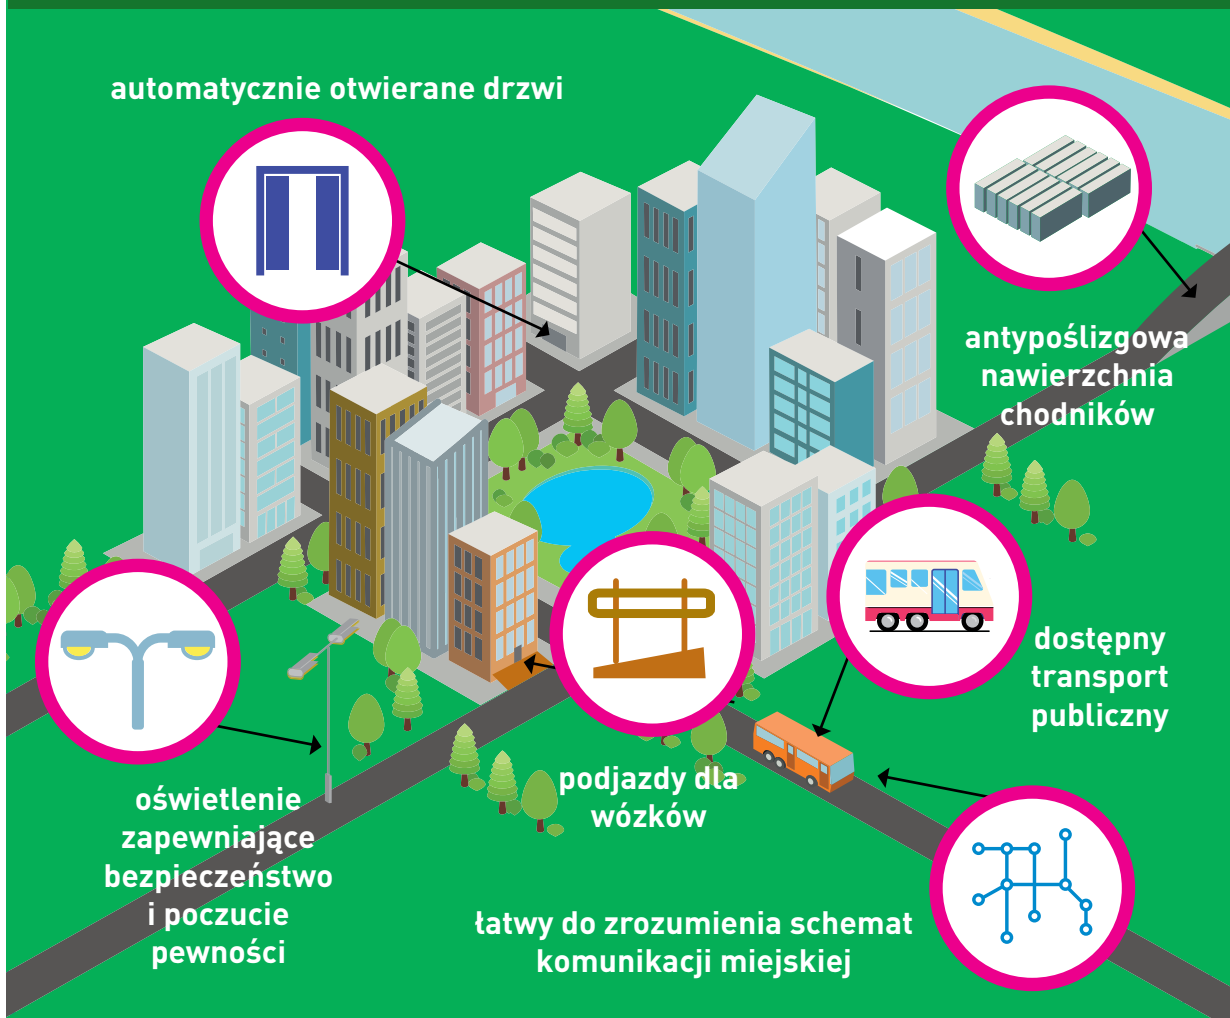 automatycznie otwierane drzwi
antypoślizgowa
nawierzchnia
chodników
dostępny
transport
publiczny
podjazdy dla
wózków
oświetlenie
zapewniające
bezpieczeństwo
i poczucie
pewności
łatwy do zrozumienia schemat
komunikacji miejskiej